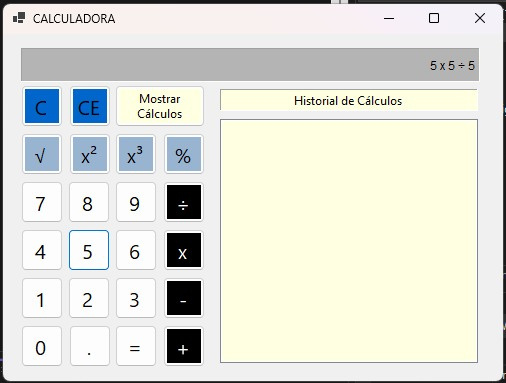 CALCULADORA
5 x 5 ÷ 5
C CE Mostrar
Cálculos
Historial de Cálculos
√ x² x³ %
7 8 9 ÷
4 5 6 x
1 2 3 -
0 . = +